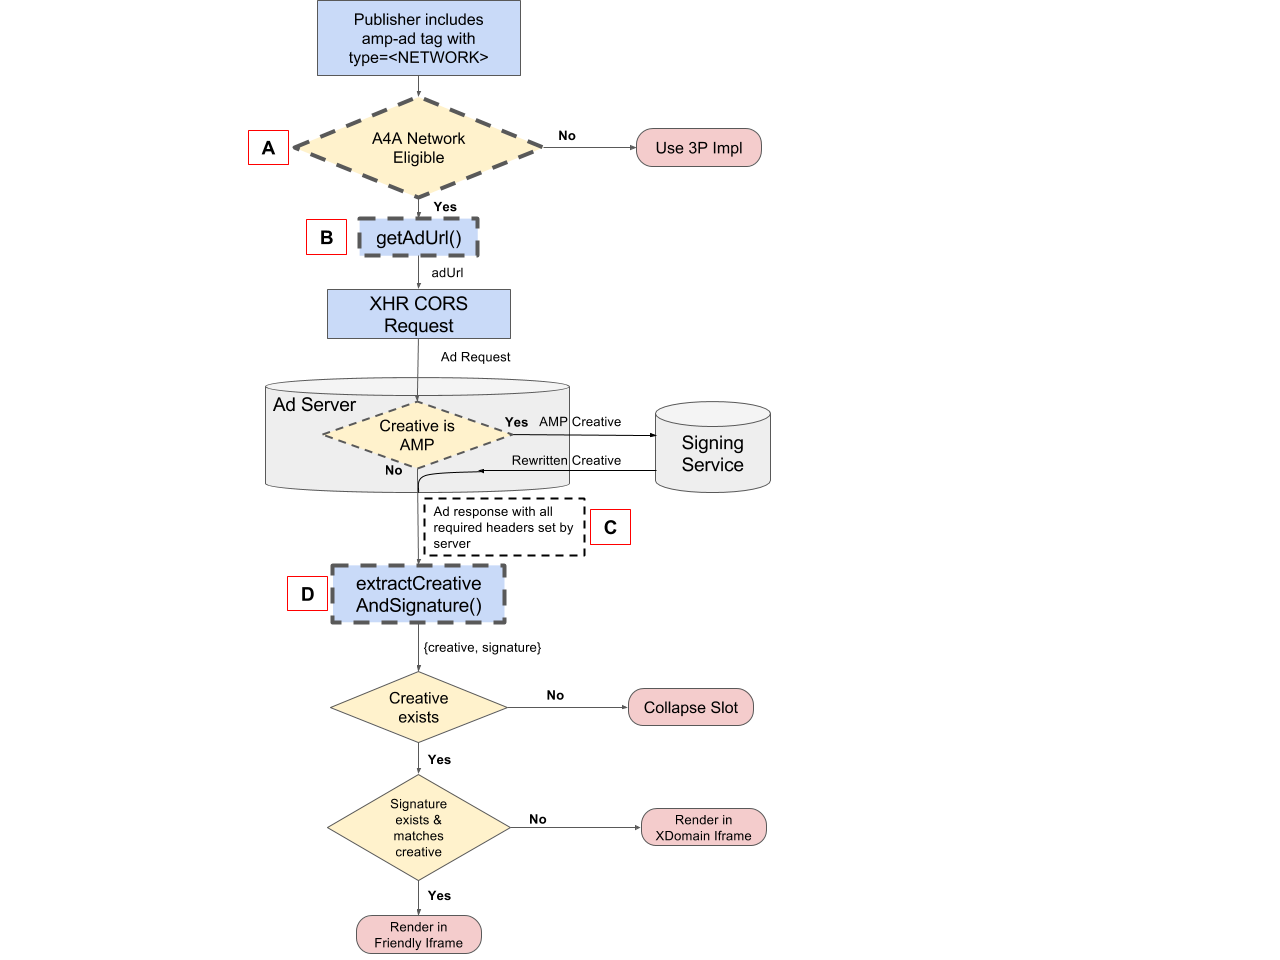 Publisher includes
amp-ad tag with
type=<NETWORK>
A
A4A Network
Eligible
No
Use 3P Impl
Yes
B
getAdUrl()
adUrl
XHR CORS
Request
Ad Request
Ad Server
Creative is
AMP
Yes
AMP Creative
Signing
Service
Rewritten Creative
No
Ad response with all
required headers set by
server
C
D
extractCreative
AndSignature()
{creative, signature}
Creative
exists
No
Collapse Slot
Yes
Signature
exists &
matches
creative
No
Render in
XDomain Iframe
Yes
Render in
Friendly Iframe